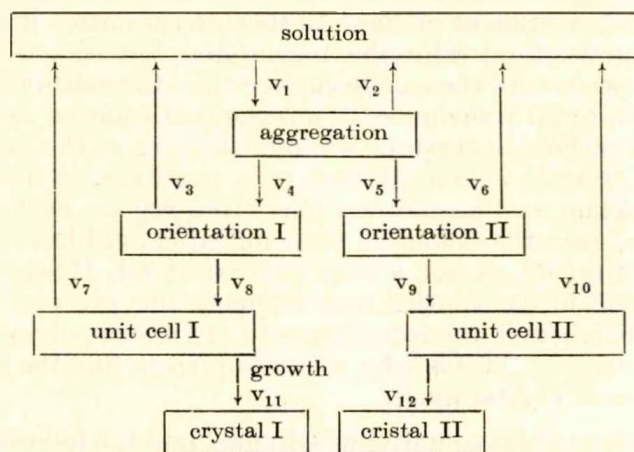 solution
v1 v2
aggregation
v3 v4 v5 v6
orientation I orientation II
v7 v8 v9 v10
unit cell I unit cell II
growth
v11 v12
crystal I cristal II